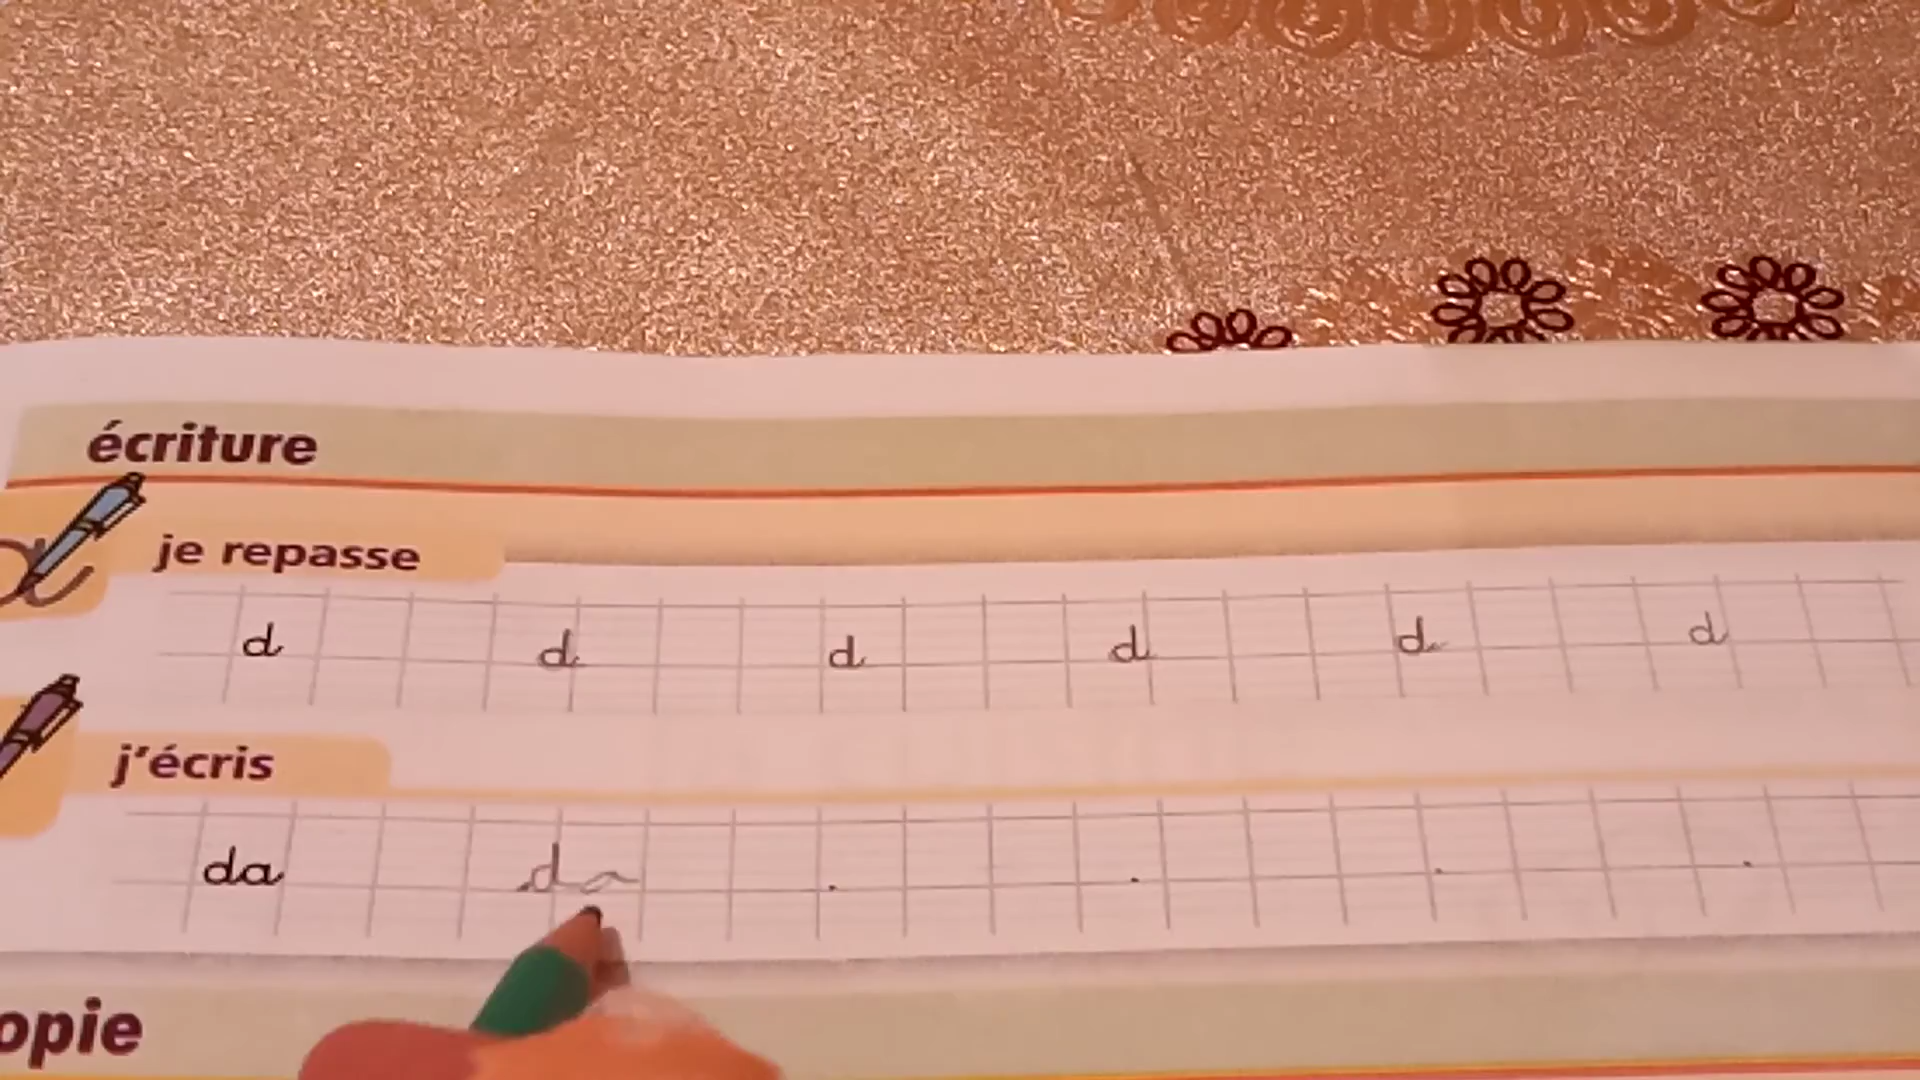 écriture
je repasse
d d d d d d
j'écris
da da
opie